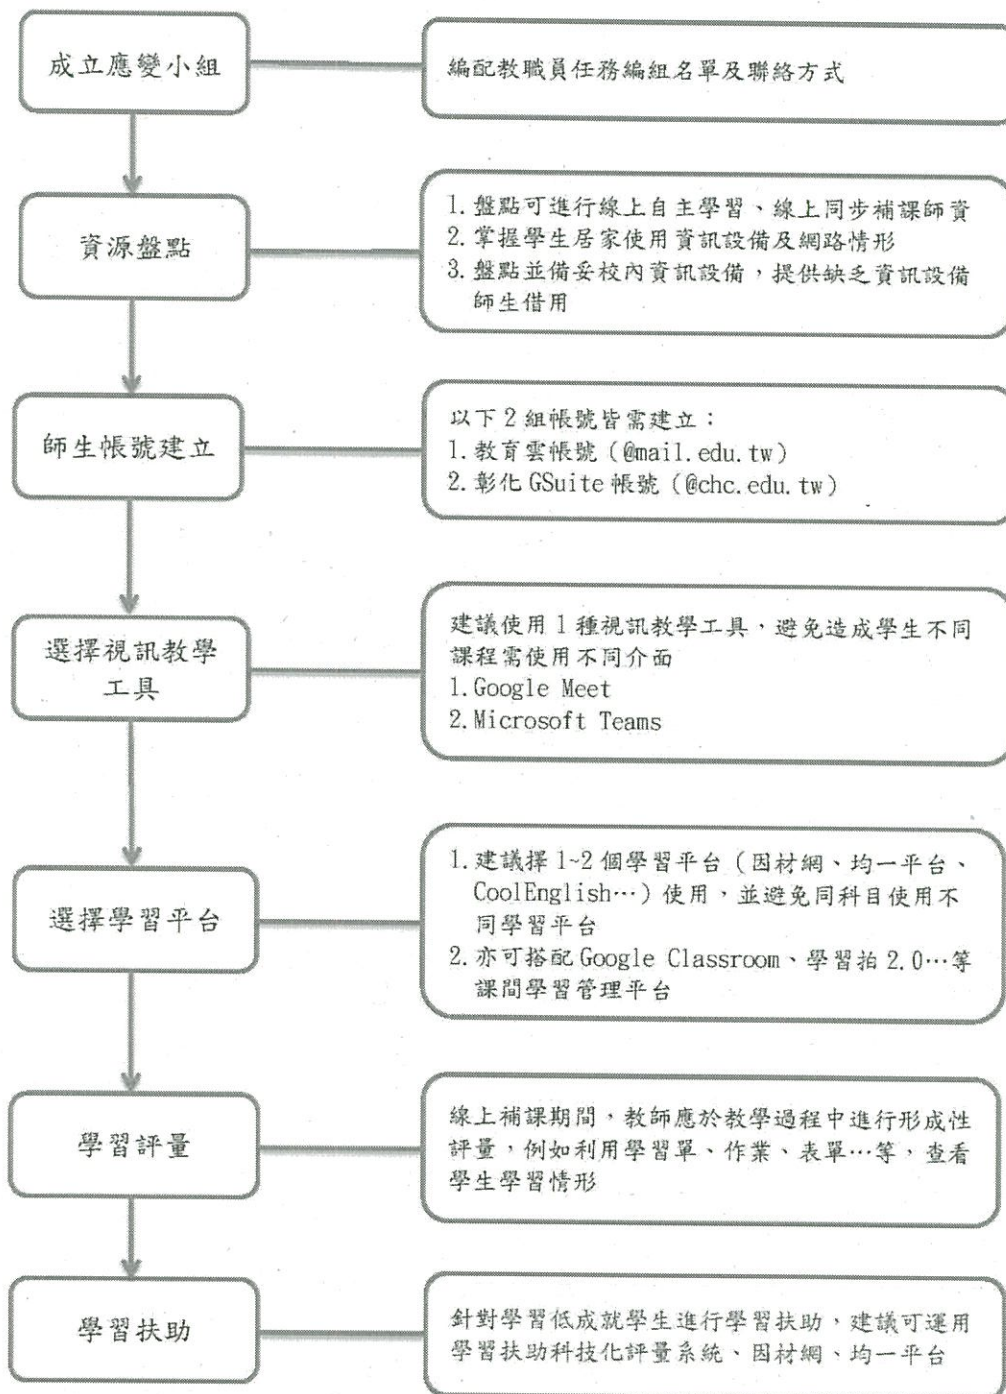 成立應變小組
編配教職員任務編組名單及聯絡方式
資源盤點
1. 盤點可進行線上自主學習、線上同步補課師資
2. 掌握學生居家使用資訊設備及網路情形
3. 盤點並備妥校內資訊設備，提供缺乏資訊設備
師生借用
師生帳號建立
以下 2 組帳號皆需建立：
1. 教育雲帳號（@mail.edu.tw）
2. 彰化 GSuite 帳號（@chc.edu.tw）
選擇視訊教學
工具
建議使用 1 種視訊教學工具，避免造成學生不同
課程需使用不同介面
1. Google Meet
2. Microsoft Teams
選擇學習平台
1. 建議擇 1~2 個學習平台（因材網、均一平台、
CoolEnglish…）使用，並避免同科目使用不
同學習平台
2. 亦可搭配 Google Classroom、學習拍 2.0…等
課間學習管理平台
學習評量
線上補課期間，教師應於教學過程中進行形成性
評量，例如利用學習單、作業、表單…等，查看
學生學習情形
學習扶助
針對學習低成就學生進行學習扶助，建議可運用
學習扶助科技化評量系統、因材網、均一平台